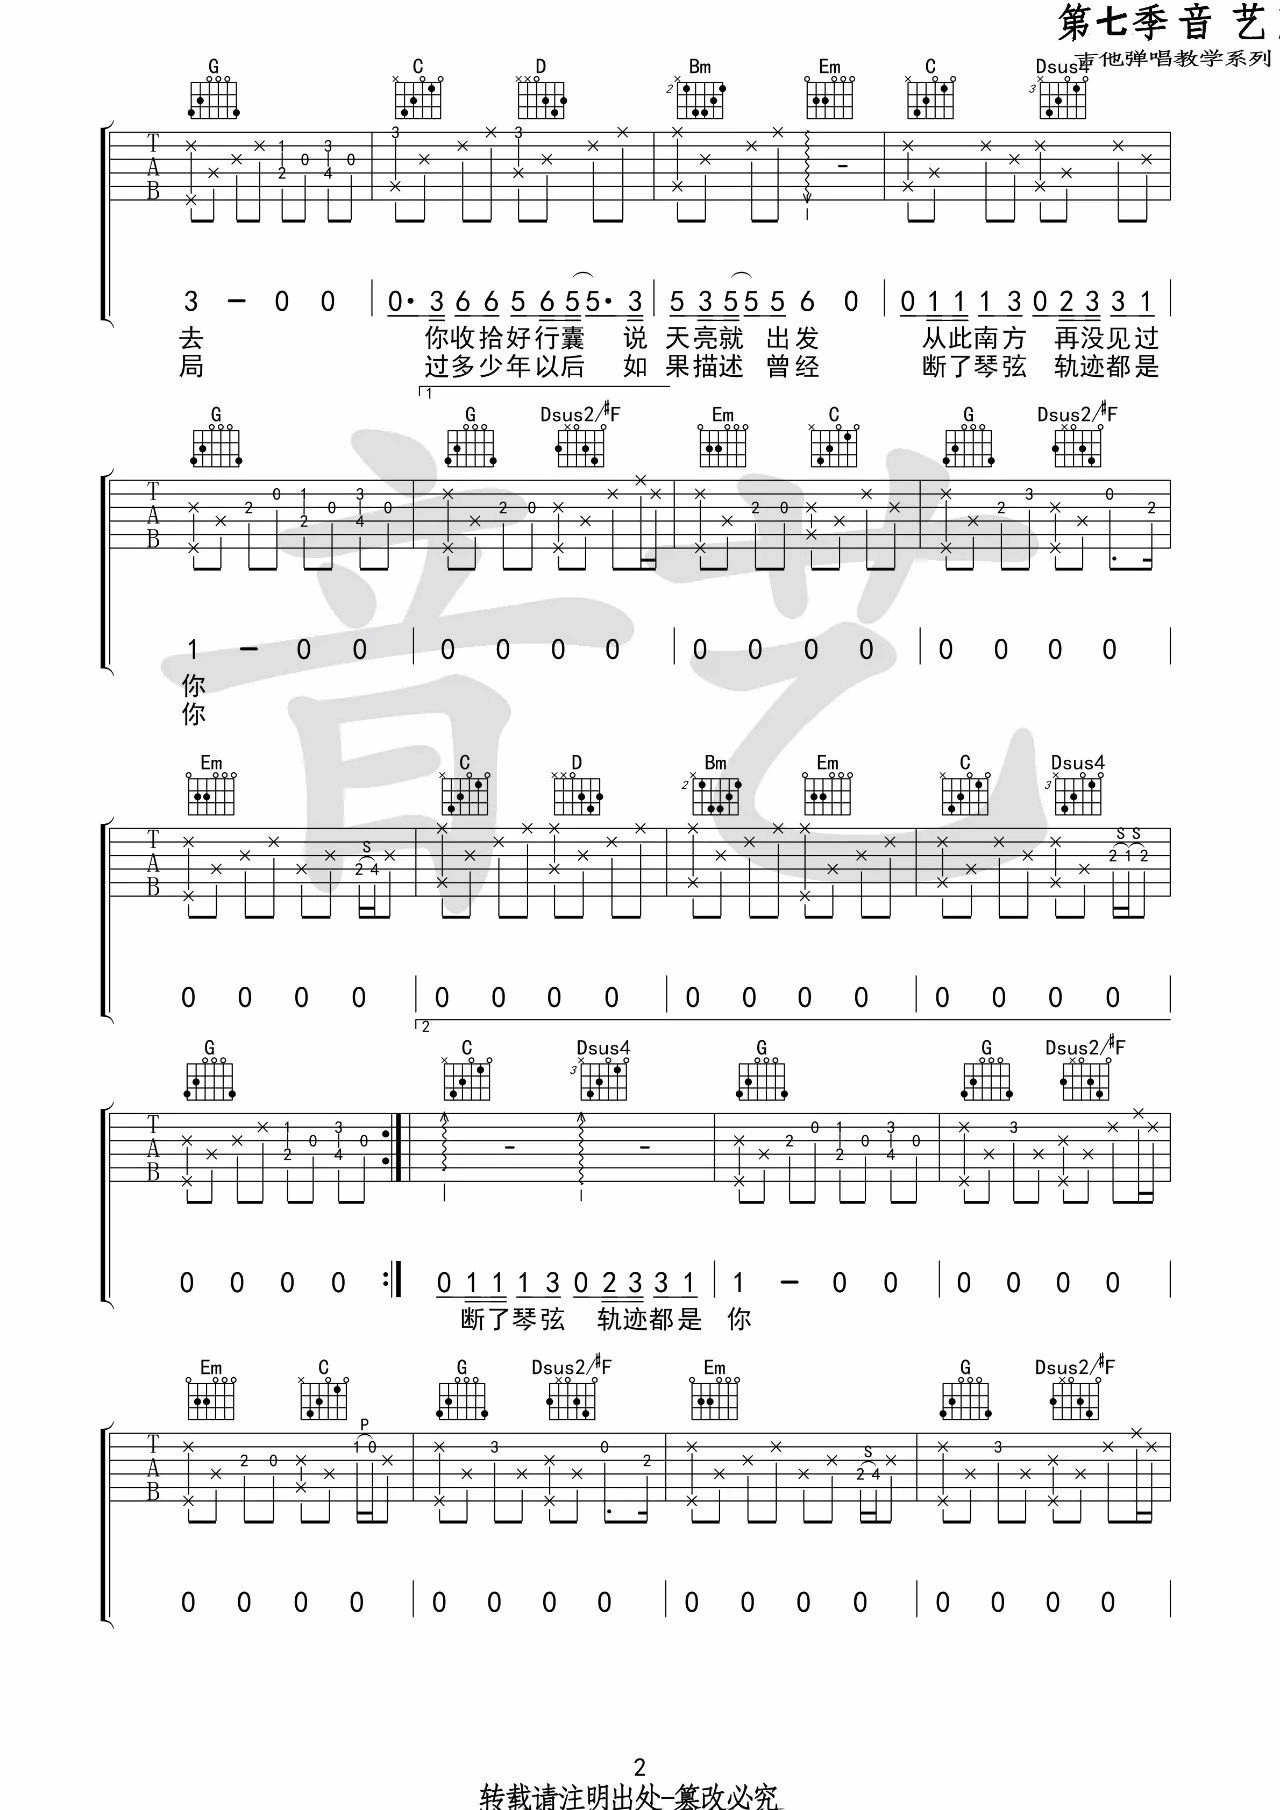 第七季音艺
吉他弹唱教学系列
G C D Bm Em C Dsus4
3 - 0 0 0· 3 6 6 5 6 5 5· 3 5 3 5 5 5 6 0 0 1 1 1 3 0 2 3 3 1
去 你收拾好行囊 说 天亮就 出发 从此南方 再没见过
局 过多少年以后 如 果描述 曾经 断了琴弦 轨迹都是
1
G G Dsus2/#F Em C G Dsus2/#F
1 - 0 0 0 0 0 0 0 0 0 0 0 0 0 0
你
你
音艺
Em C D Bm Em C Dsus4
0 0 0 0 0 0 0 0 0 0 0 0 0 0 0 0
2
G C Dsus4 G G Dsus2/#F
0 0 0 0 0 1 1 1 3 0 2 3 3 1 1 - 0 0 0 0 0 0
断了琴弦 轨迹都是 你
Em C G Dsus2/#F Em G Dsus2/#F
0 0 0 0 0 0 0 0 0 0 0 0 0 0 0 0
2
转载请注明出处-篡改必究